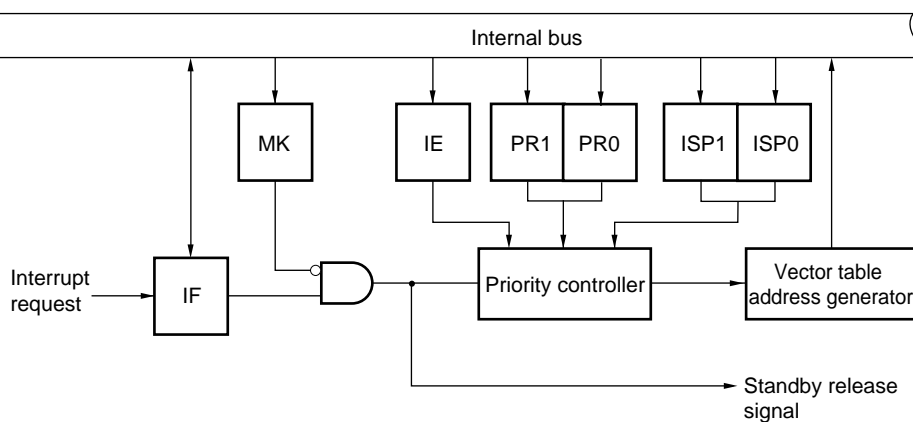 Internal bus
MK
IE
PR1
PR0
ISP1
ISP0
Interrupt
request
IF
Priority controller
Vector table
address generator
Standby release
signal